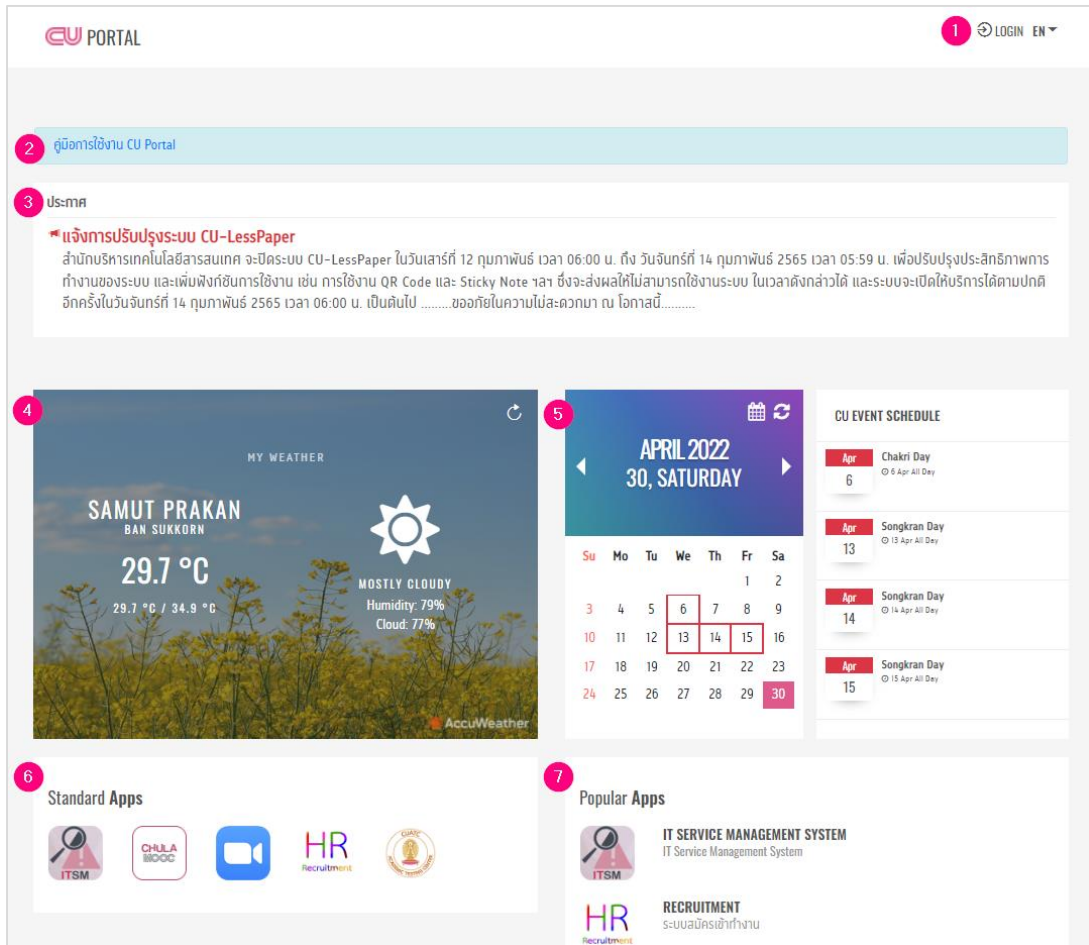 CU PORTAL
1 LOGIN EN
2 คู่มือการใช้งาน CU Portal
3 ประกาศ
แจ้งการปรับปรุงระบบ CU-LessPaper
สำนักบริหารเทคโนโลยีสารสนเทศ จะปิดระบบ CU-LessPaper ในวันเสาร์ที่ 12 กุมภาพันธ์ เวลา 06:00 น. ถึง วันจันทร์ที่ 14 กุมภาพันธ์ 2565 เวลา 05:59 น. เพื่อปรับปรุงประสิทธิภาพการ
ทำงานของระบบ และเพิ่มฟังก์ชันการใช้งาน เช่น การใช้งาน QR Code และ Sticky Note ฯลฯ ซึ่งจะส่งผลให้ไม่สามารถใช้งานระบบ ในเวลาดังกล่าวได้ และระบบจะเปิดให้บริการได้ตามปกติ
อีกครั้งในวันจันทร์ที่ 14 กุมภาพันธ์ 2565 เวลา 06:00 น. เป็นต้นไป .........ขออภัยในความไม่สะดวกมา ณ โอกาสนี้..........
4
MY WEATHER
SAMUT PRAKAN
BAN SUKKORN
29.7 °C
29.7 °C / 34.9 °C
MOSTLY CLOUDY
Humidity: 79%
Cloud: 77%
AccuWeather
5
APRIL 2022
30, SATURDAY
Su Mo Tu We Th Fr Sa
1 2
3 4 5 6 7 8 9
10 11 12 13 14 15 16
17 18 19 20 21 22 23
24 25 26 27 28 29 30
CU EVENT SCHEDULE
Apr 6 Chakri Day
6 Apr All Day
Apr 13 Songkran Day
13 Apr All Day
Apr 14 Songkran Day
14 Apr All Day
Apr 15 Songkran Day
15 Apr All Day
6
Standard Apps
ITSM
CHULA MOOC
HR Recruitment
CUATC
7
Popular Apps
ITSM
IT SERVICE MANAGEMENT SYSTEM
IT Service Management System
HR Recruitment
RECRUITMENT
ระบบสมัครเข้าทำงาน